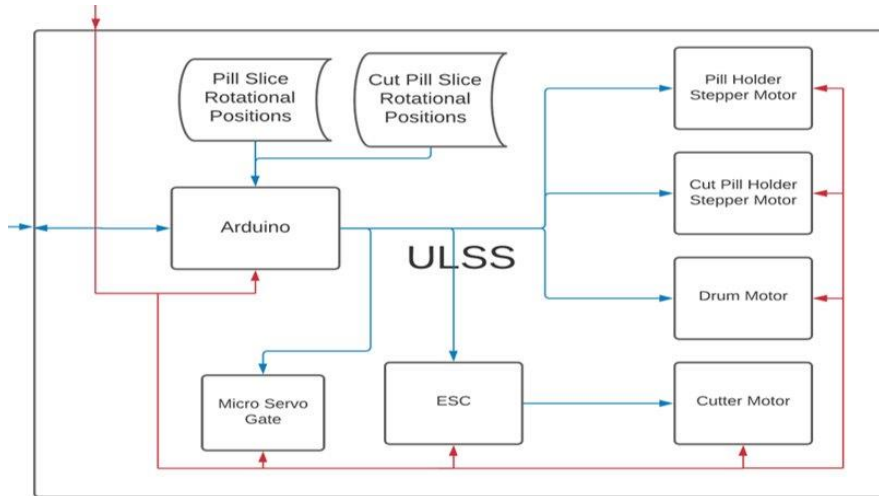 Pill Slice
Rotational
Positions
Cut Pill Slice
Rotational
Positions
Pill Holder
Stepper Motor
Cut Pill Holder
Stepper Motor
Arduino
ULSS
Drum Motor
Micro Servo
Gate
ESC
Cutter Motor